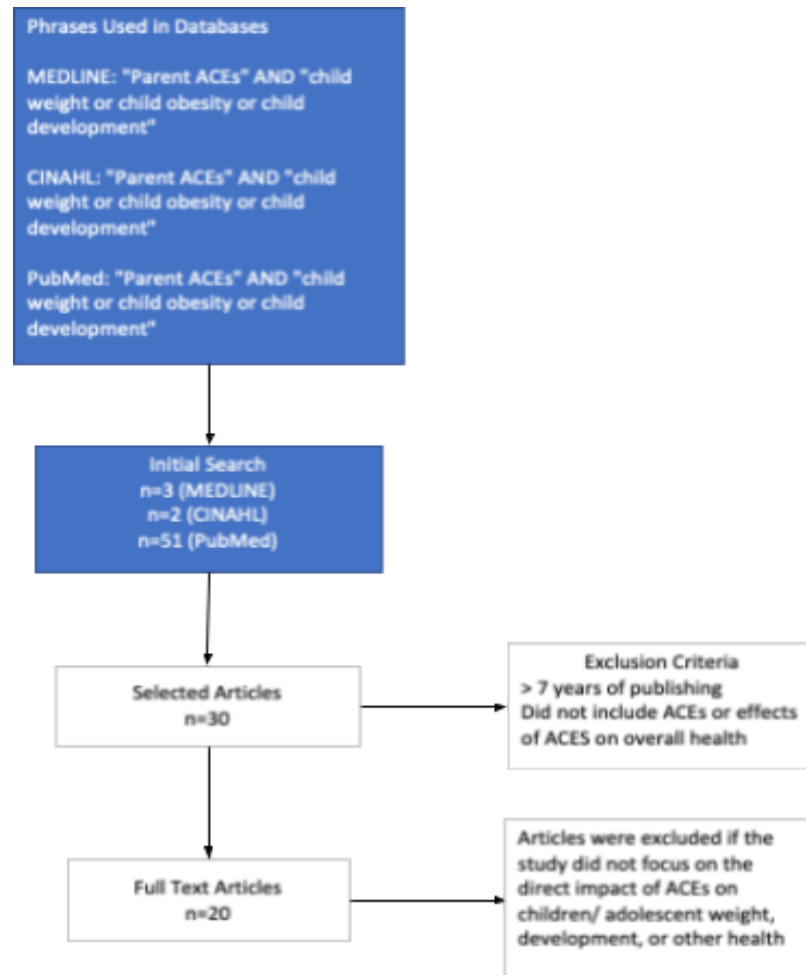 Phrases Used in Databases
MEDLINE: "Parent ACEs" AND "child
weight or child obesity or child
development"
CINAHL: "Parent ACEs" AND "child
weight or child obesity or child
development"
PubMed: "Parent ACEs" AND "child
weight or child obesity or child
development"
Initial Search
n=3 (MEDLINE)
n=2 (CINAHL)
n=51 (PubMed)
Selected Articles
n=30
Exclusion Criteria
> 7 years of publishing
Did not include ACEs or effects
of ACES on overall health
Full Text Articles
n=20
Articles were excluded if the
study did not focus on the
direct impact of ACEs on
children/ adolescent weight,
development, or other health